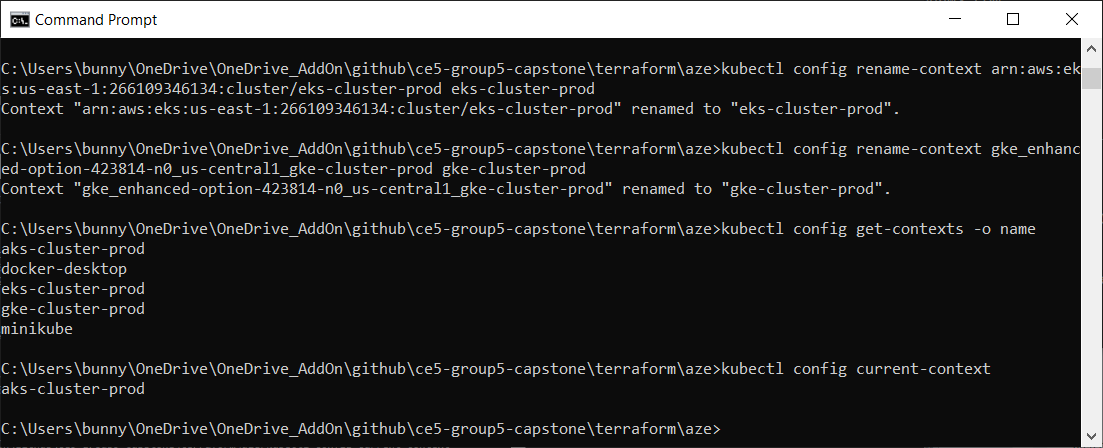 Command Prompt
C:\Users\bunny\OneDrive\OneDrive_AddOn\github\ce5-group5-capstone\terraform\aze>kubectl config rename-context arn:aws:ek
s:us-east-1:266109346134:cluster/eks-cluster-prod eks-cluster-prod
Context "arn:aws:eks:us-east-1:266109346134:cluster/eks-cluster-prod" renamed to "eks-cluster-prod".
C:\Users\bunny\OneDrive\OneDrive_AddOn\github\ce5-group5-capstone\terraform\aze>kubectl config rename-context gke_enhanc
ed-option-423814-n0_us-central1_gke-cluster-prod gke-cluster-prod
Context "gke_enhanced-option-423814-n0_us-central1_gke-cluster-prod" renamed to "gke-cluster-prod".
C:\Users\bunny\OneDrive\OneDrive_AddOn\github\ce5-group5-capstone\terraform\aze>kubectl config get-contexts -o name
aks-cluster-prod
docker-desktop
eks-cluster-prod
gke-cluster-prod
minikube
C:\Users\bunny\OneDrive\OneDrive_AddOn\github\ce5-group5-capstone\terraform\aze>kubectl config current-context
aks-cluster-prod
C:\Users\bunny\OneDrive\OneDrive_AddOn\github\ce5-group5-capstone\terraform\aze>